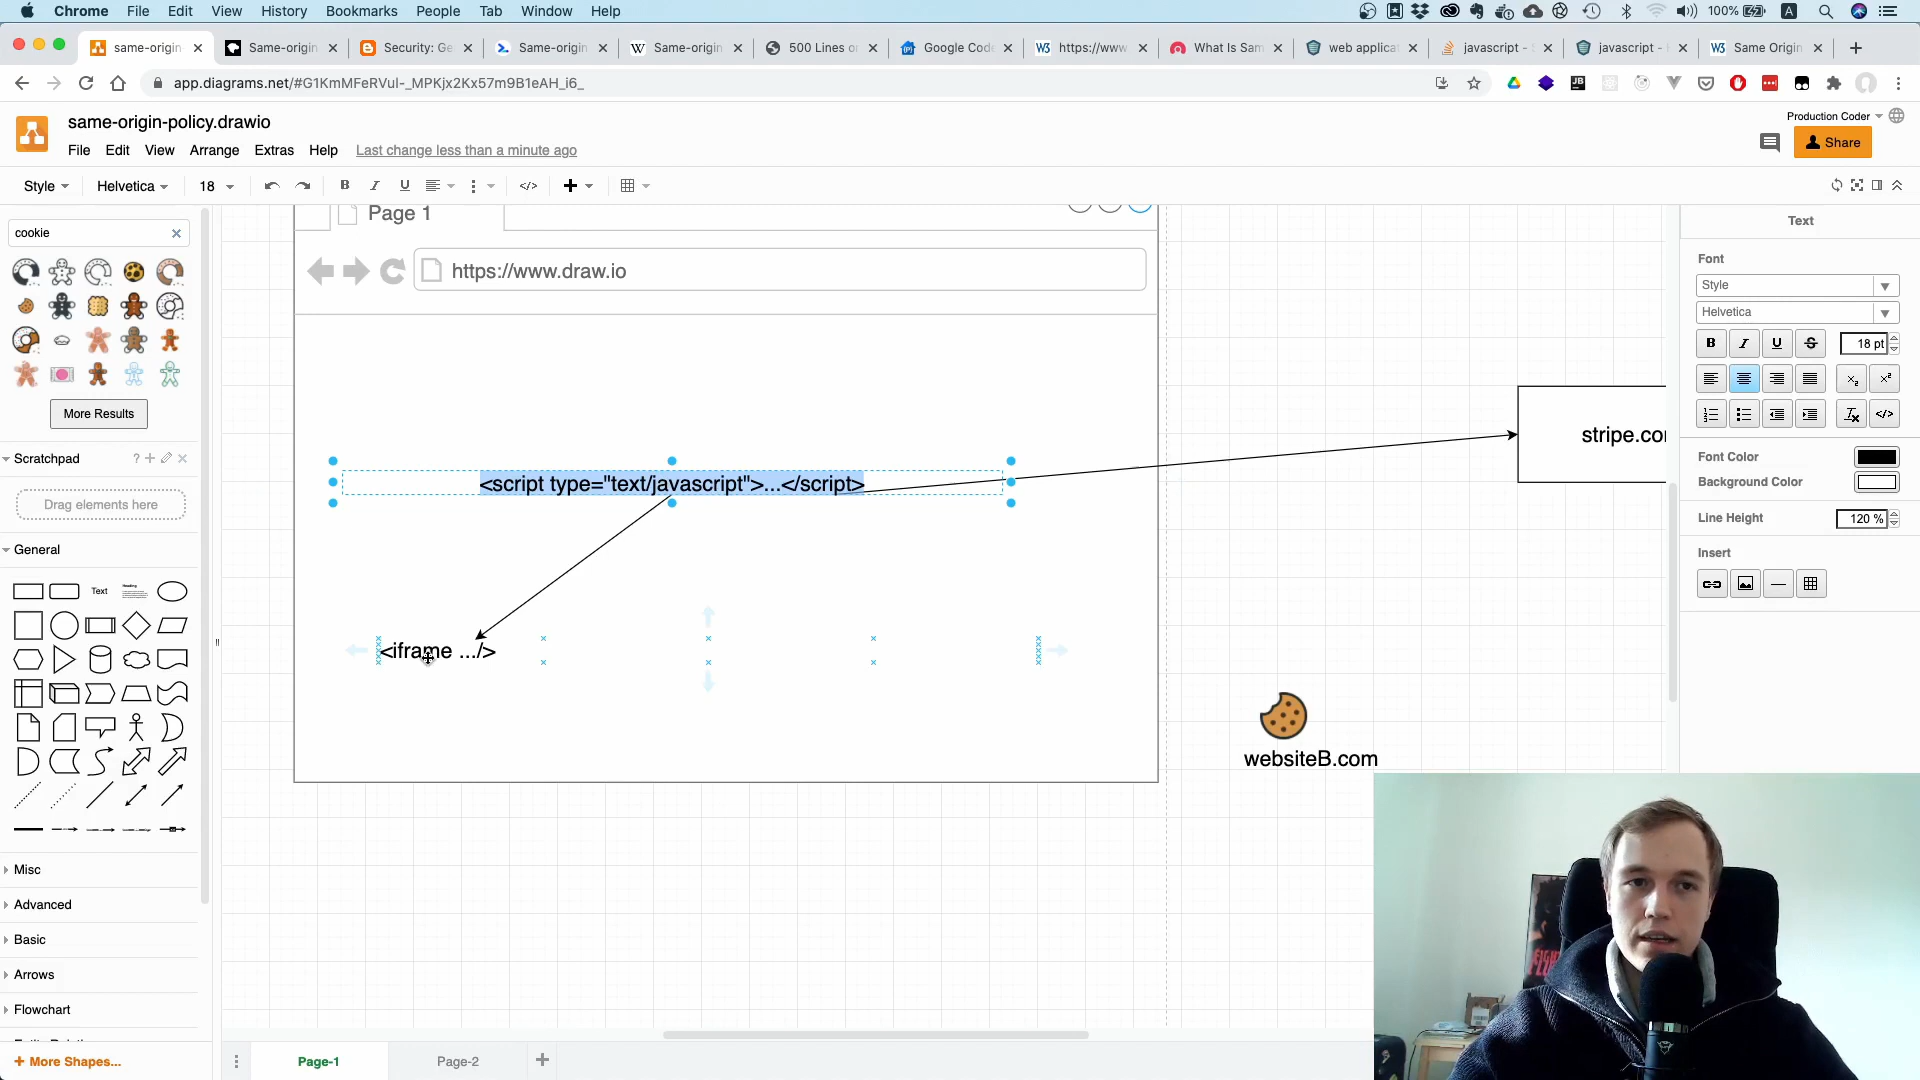 Chrome File Edit View History Bookmarks People Tab Window Help 100% A
same-origin Same-origin Security: Ge Same-origin Same-origin 500 Lines or Google Code https://www What Is Sam web applica javascript - javascript - Same Origin
app.diagrams.net/#G1KmMFeRVuI-_MPKjx2Kx57m9B1eAH_i6_
same-origin-policy.drawio
Production Coder
File Edit View Arrange Extras Help Last change less than a minute ago
Share
Style Helvetica 18 B I U
cookie
More Results
Scratchpad
Drag elements here
General
Text
Heading
Misc
Advanced
Basic
Arrows
Flowchart
+ More Shapes...
Page 1
https://www.draw.io
<script type="text/javascript">...</script>
stripe.co
<iframe .../>
websiteB.com
Page-1 Page-2
Text
Font
Style
Helvetica
B I U S 18 pt
Font Color
Background Color
Line Height 120 %
Insert